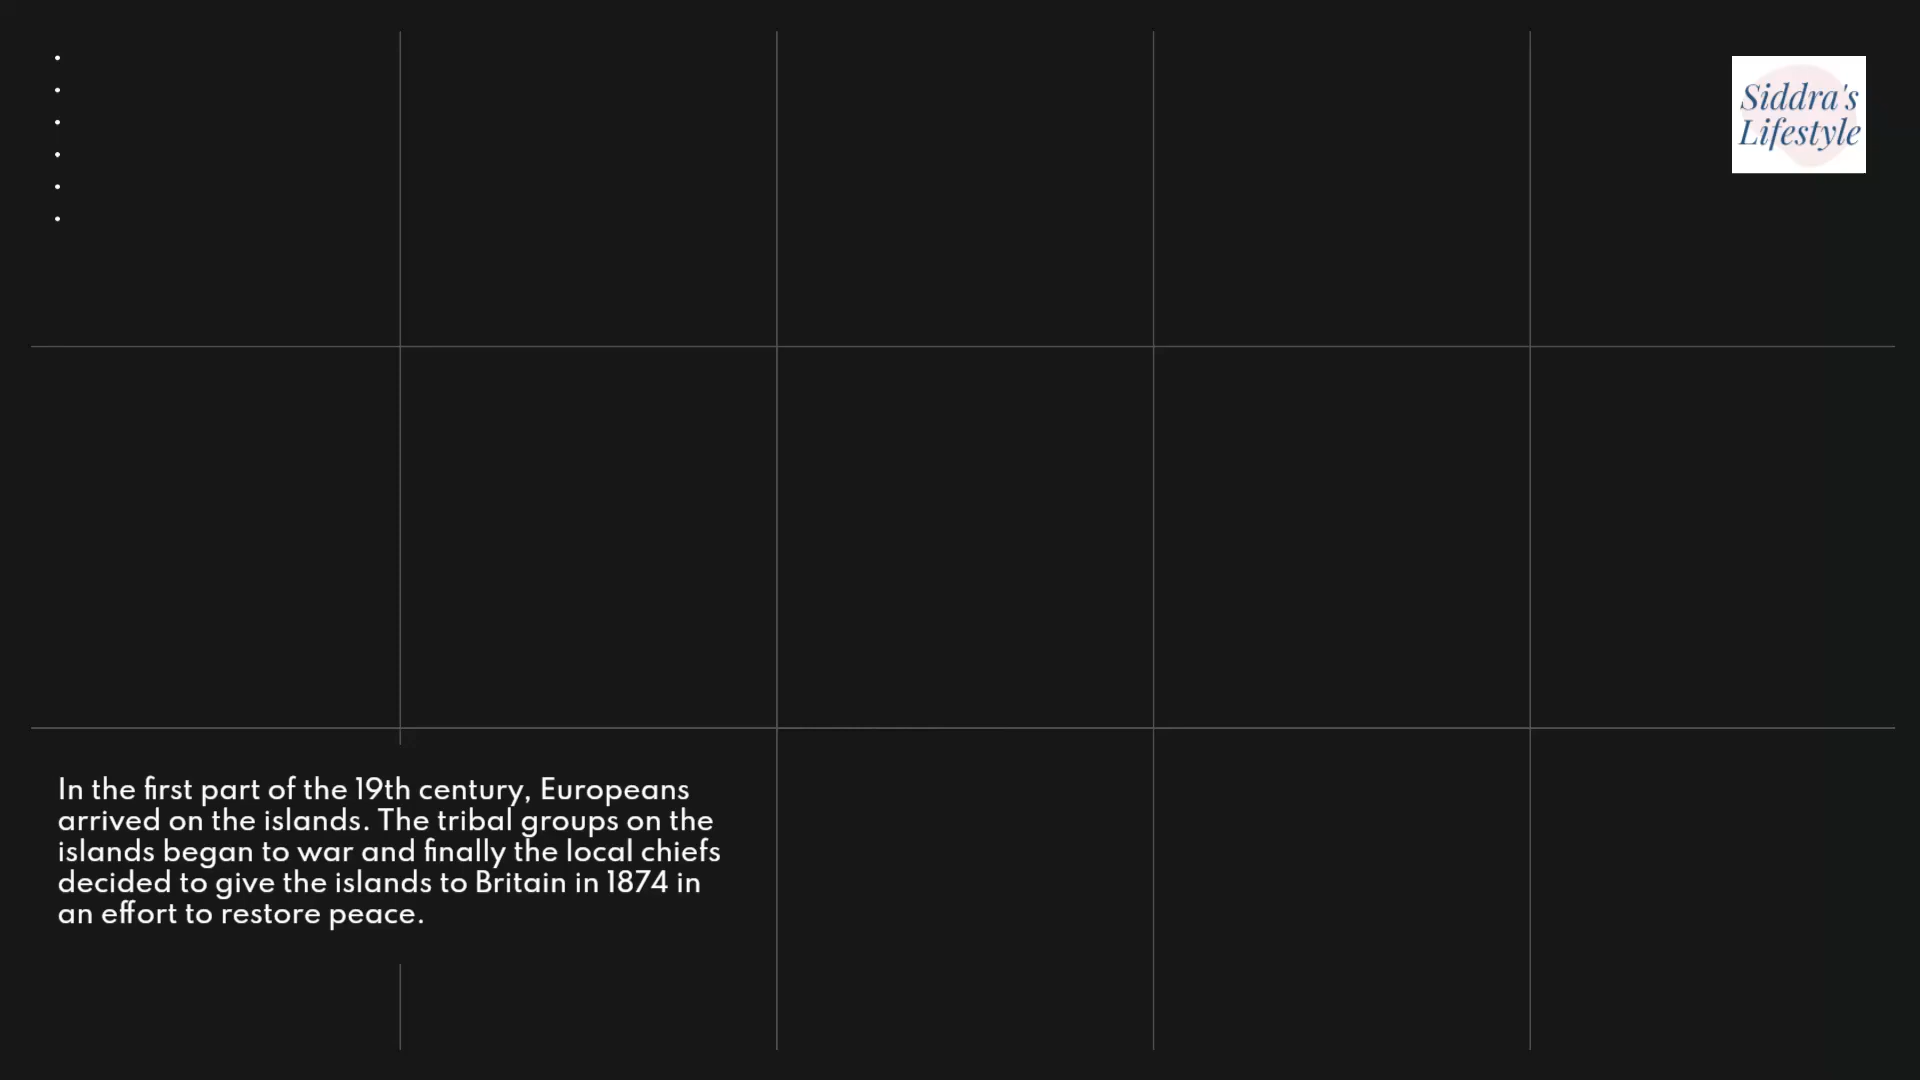 Siddra's
Lifestyle
In the first part of the 19th century, Europeans
arrived on the islands. The tribal groups on the
islands began to war and finally the local chiefs
decided to give the islands to Britain in 1874 in
an effort to restore peace.